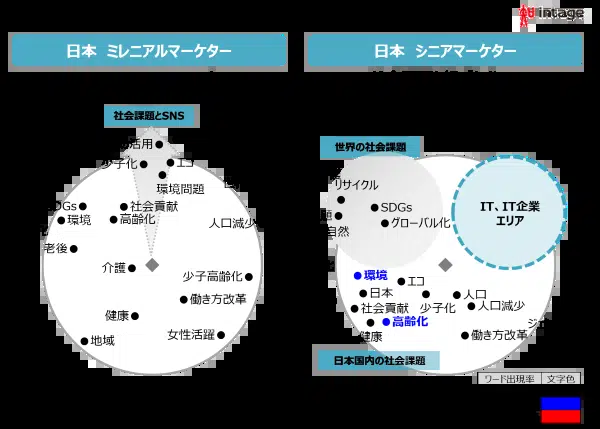 intage
日本 ミレニアルマーケター
日本 シニアマーケター
社会課題とSNS
活用
少子化
エコ
環境問題
社会貢献
高齢化
環境
人口減少
老後
介護
少子高齢化
働き方改革
健康
女性活躍
地域
世界の社会課題
リサイクル
SDGs
グローバル化
自然
IT、IT企業
エリア
環境
エコ
日本
人口
社会貢献
少子化
人口減少
高齢化
健康
働き方改革
日本国内の社会課題
ワード出現率
文字色